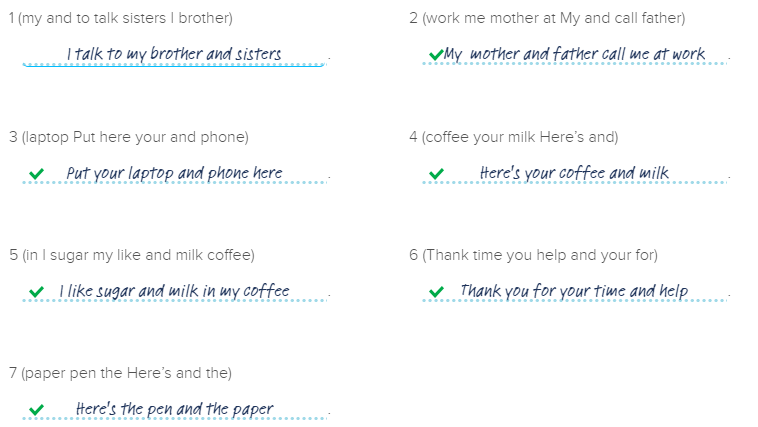 1 (my and to talk sisters I brother)
I talk to my brother and sisters.
2 (work me mother at My and call father)
My mother and father call me at work.
3 (laptop Put here your and phone)
Put your laptop and phone here.
4 (coffee your milk Here's and)
Here's your coffee and milk.
5 (in I sugar my like and milk coffee)
I like sugar and milk in my coffee.
6 (Thank time you help and your for)
Thank you for your time and help.
7 (paper pen the Here's and the)
Here's the pen and the paper.